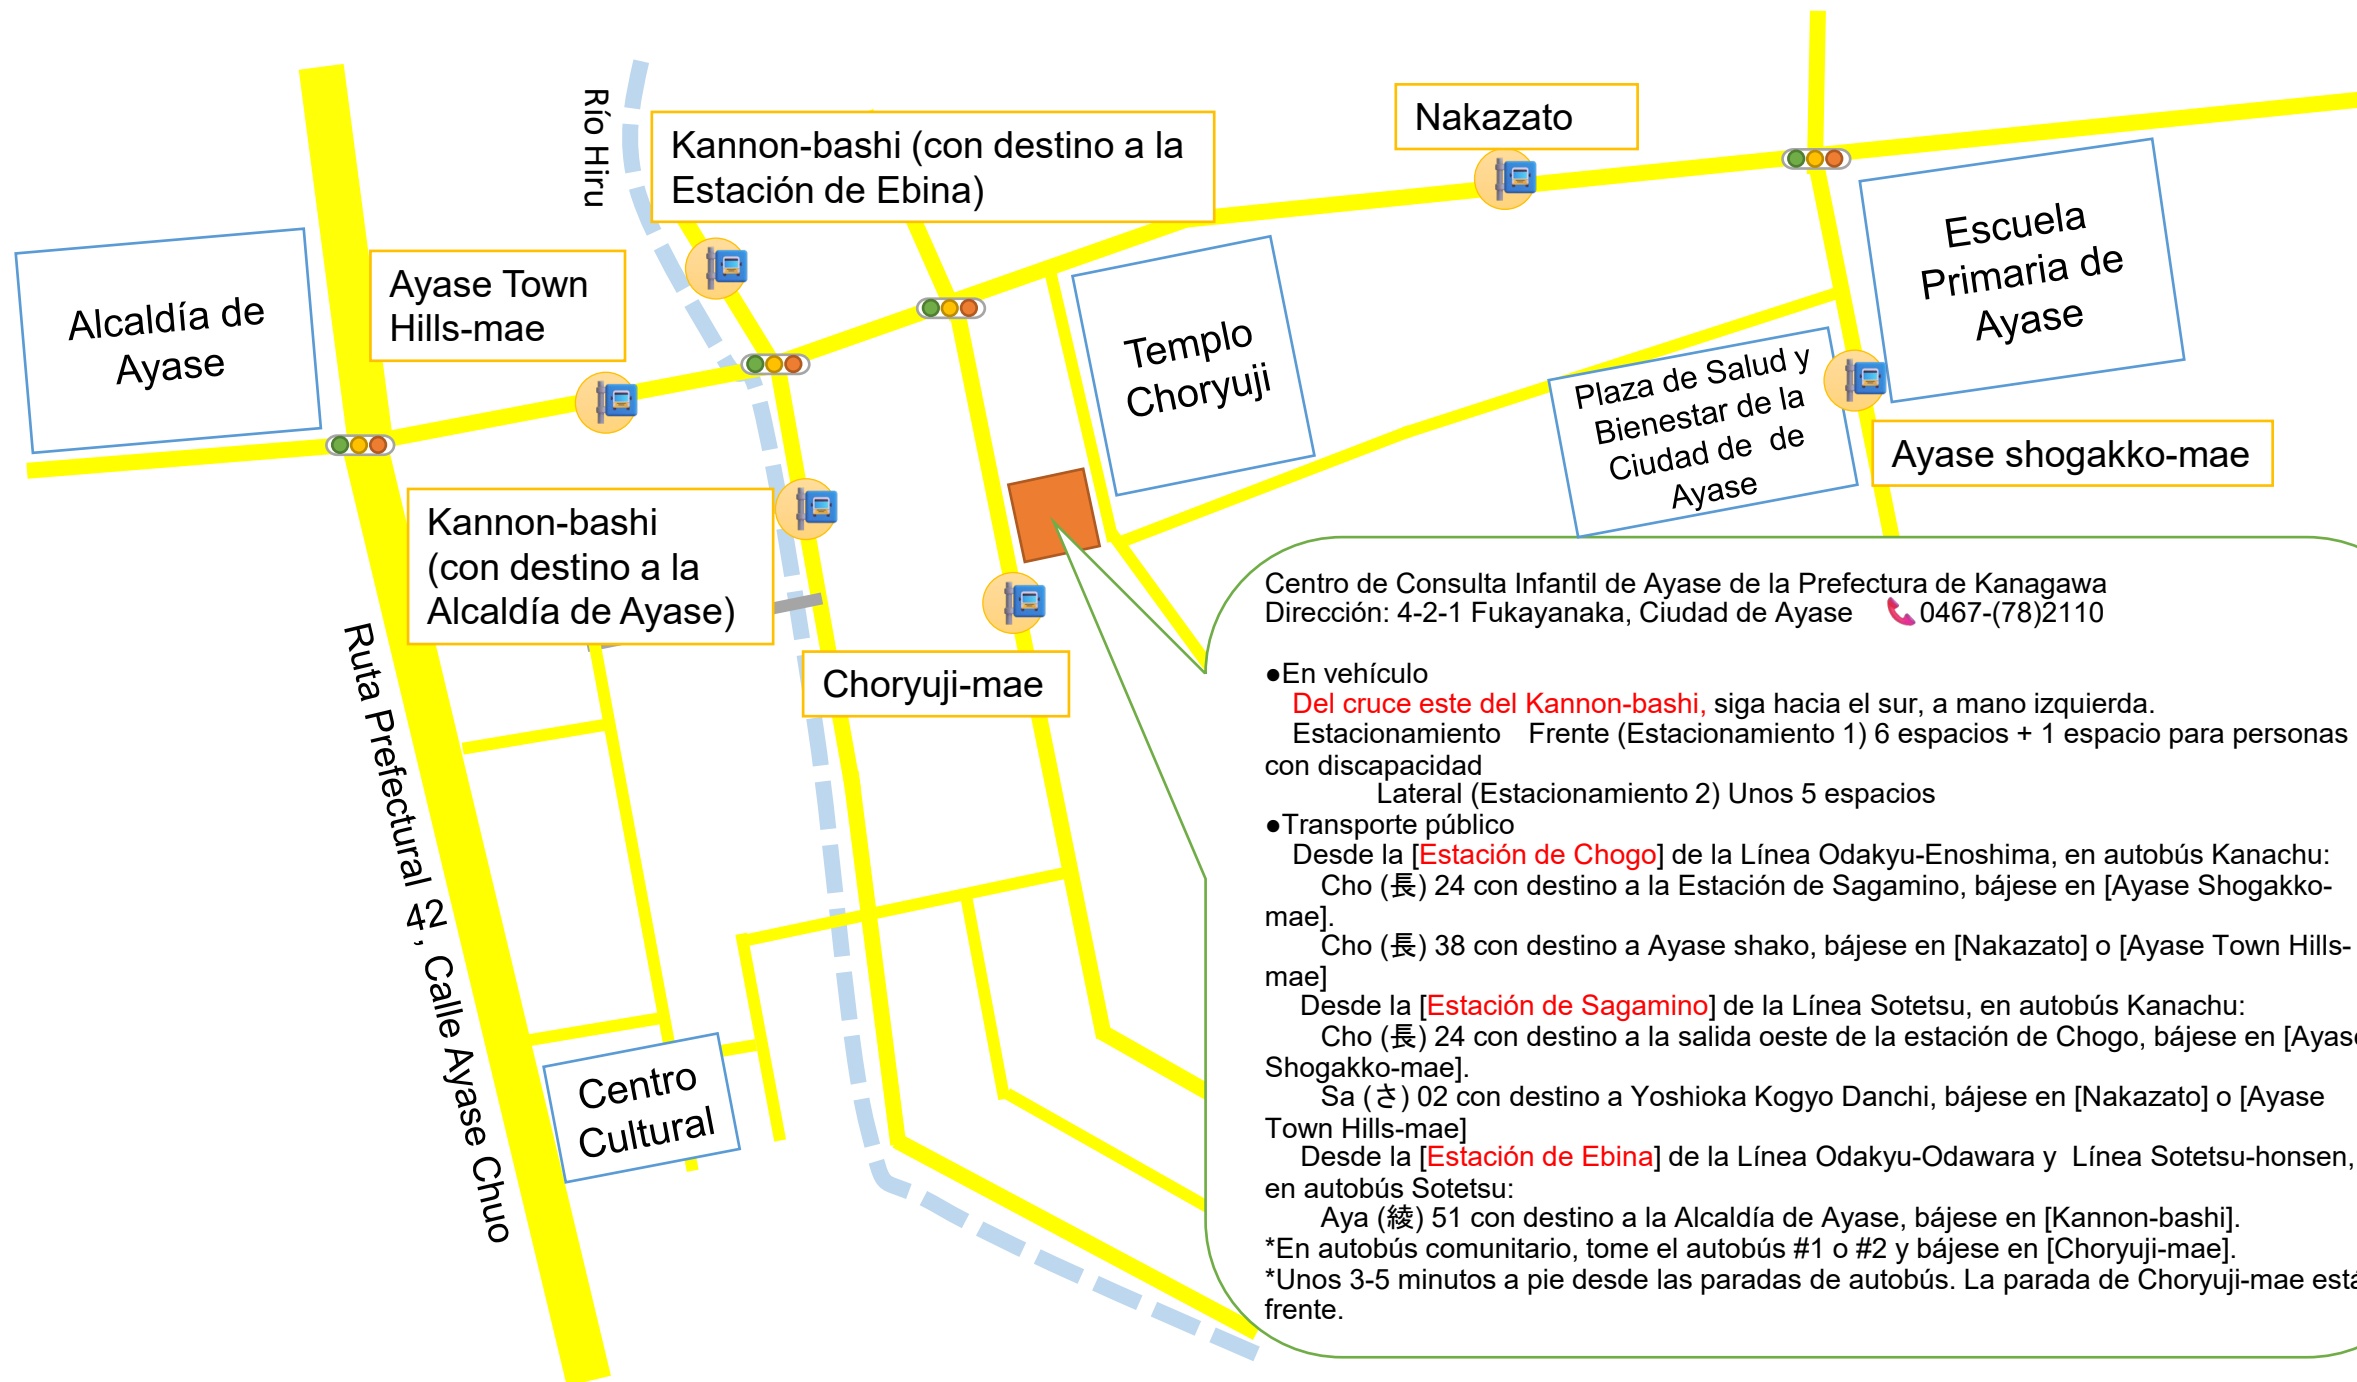 Río Hiru
Kannon-bashi (con destino a la
Estación de Ebina)
Nakazato
Alcaldía de
Ayase
Ayase Town
Hills-mae
Templo
Choryuji
Escuela
Primaria de
Ayase
Plaza de Salud y
Bienestar de la
Ciudad de de
Ayase
Ayase shogakko-mae
Kannon-bashi
(con destino a la
Alcaldía de Ayase)
Choryuji-mae
Ruta Prefectural 42, Calle Ayase Chuo
Centro
Cultural
Centro de Consulta Infantil de Ayase de la Prefectura de Kanagawa
Dirección: 4-2-1 Fukayanaka, Ciudad de Ayase 0467-(78)2110
●En vehículo
Del cruce este del Kannon-bashi, siga hacia el sur, a mano izquierda.
Estacionamiento Frente (Estacionamiento 1) 6 espacios + 1 espacio para personas
con discapacidad
Lateral (Estacionamiento 2) Unos 5 espacios
●Transporte público
Desde la [Estación de Chogo] de la Línea Odakyu-Enoshima, en autobús Kanachu:
Cho (長) 24 con destino a la Estación de Sagamino, bájese en [Ayase Shogakko-
mae].
Cho (長) 38 con destino a Ayase shako, bájese en [Nakazato] o [Ayase Town Hills-
mae]
Desde la [Estación de Sagamino] de la Línea Sotetsu, en autobús Kanachu:
Cho (長) 24 con destino a la salida oeste de la estación de Chogo, bájese en [Ayase
Shogakko-mae].
Sa (さ) 02 con destino a Yoshioka Kogyo Danchi, bájese en [Nakazato] o [Ayase
Town Hills-mae]
Desde la [Estación de Ebina] de la Línea Odakyu-Odawara y Línea Sotetsu-honsen,
en autobús Sotetsu:
Aya (綾) 51 con destino a la Alcaldía de Ayase, bájese en [Kannon-bashi].
*En autobús comunitario, tome el autobús #1 o #2 y bájese en [Choryuji-mae].
*Unos 3-5 minutos a pie desde las paradas de autobús. La parada de Choryuji-mae está
frente.